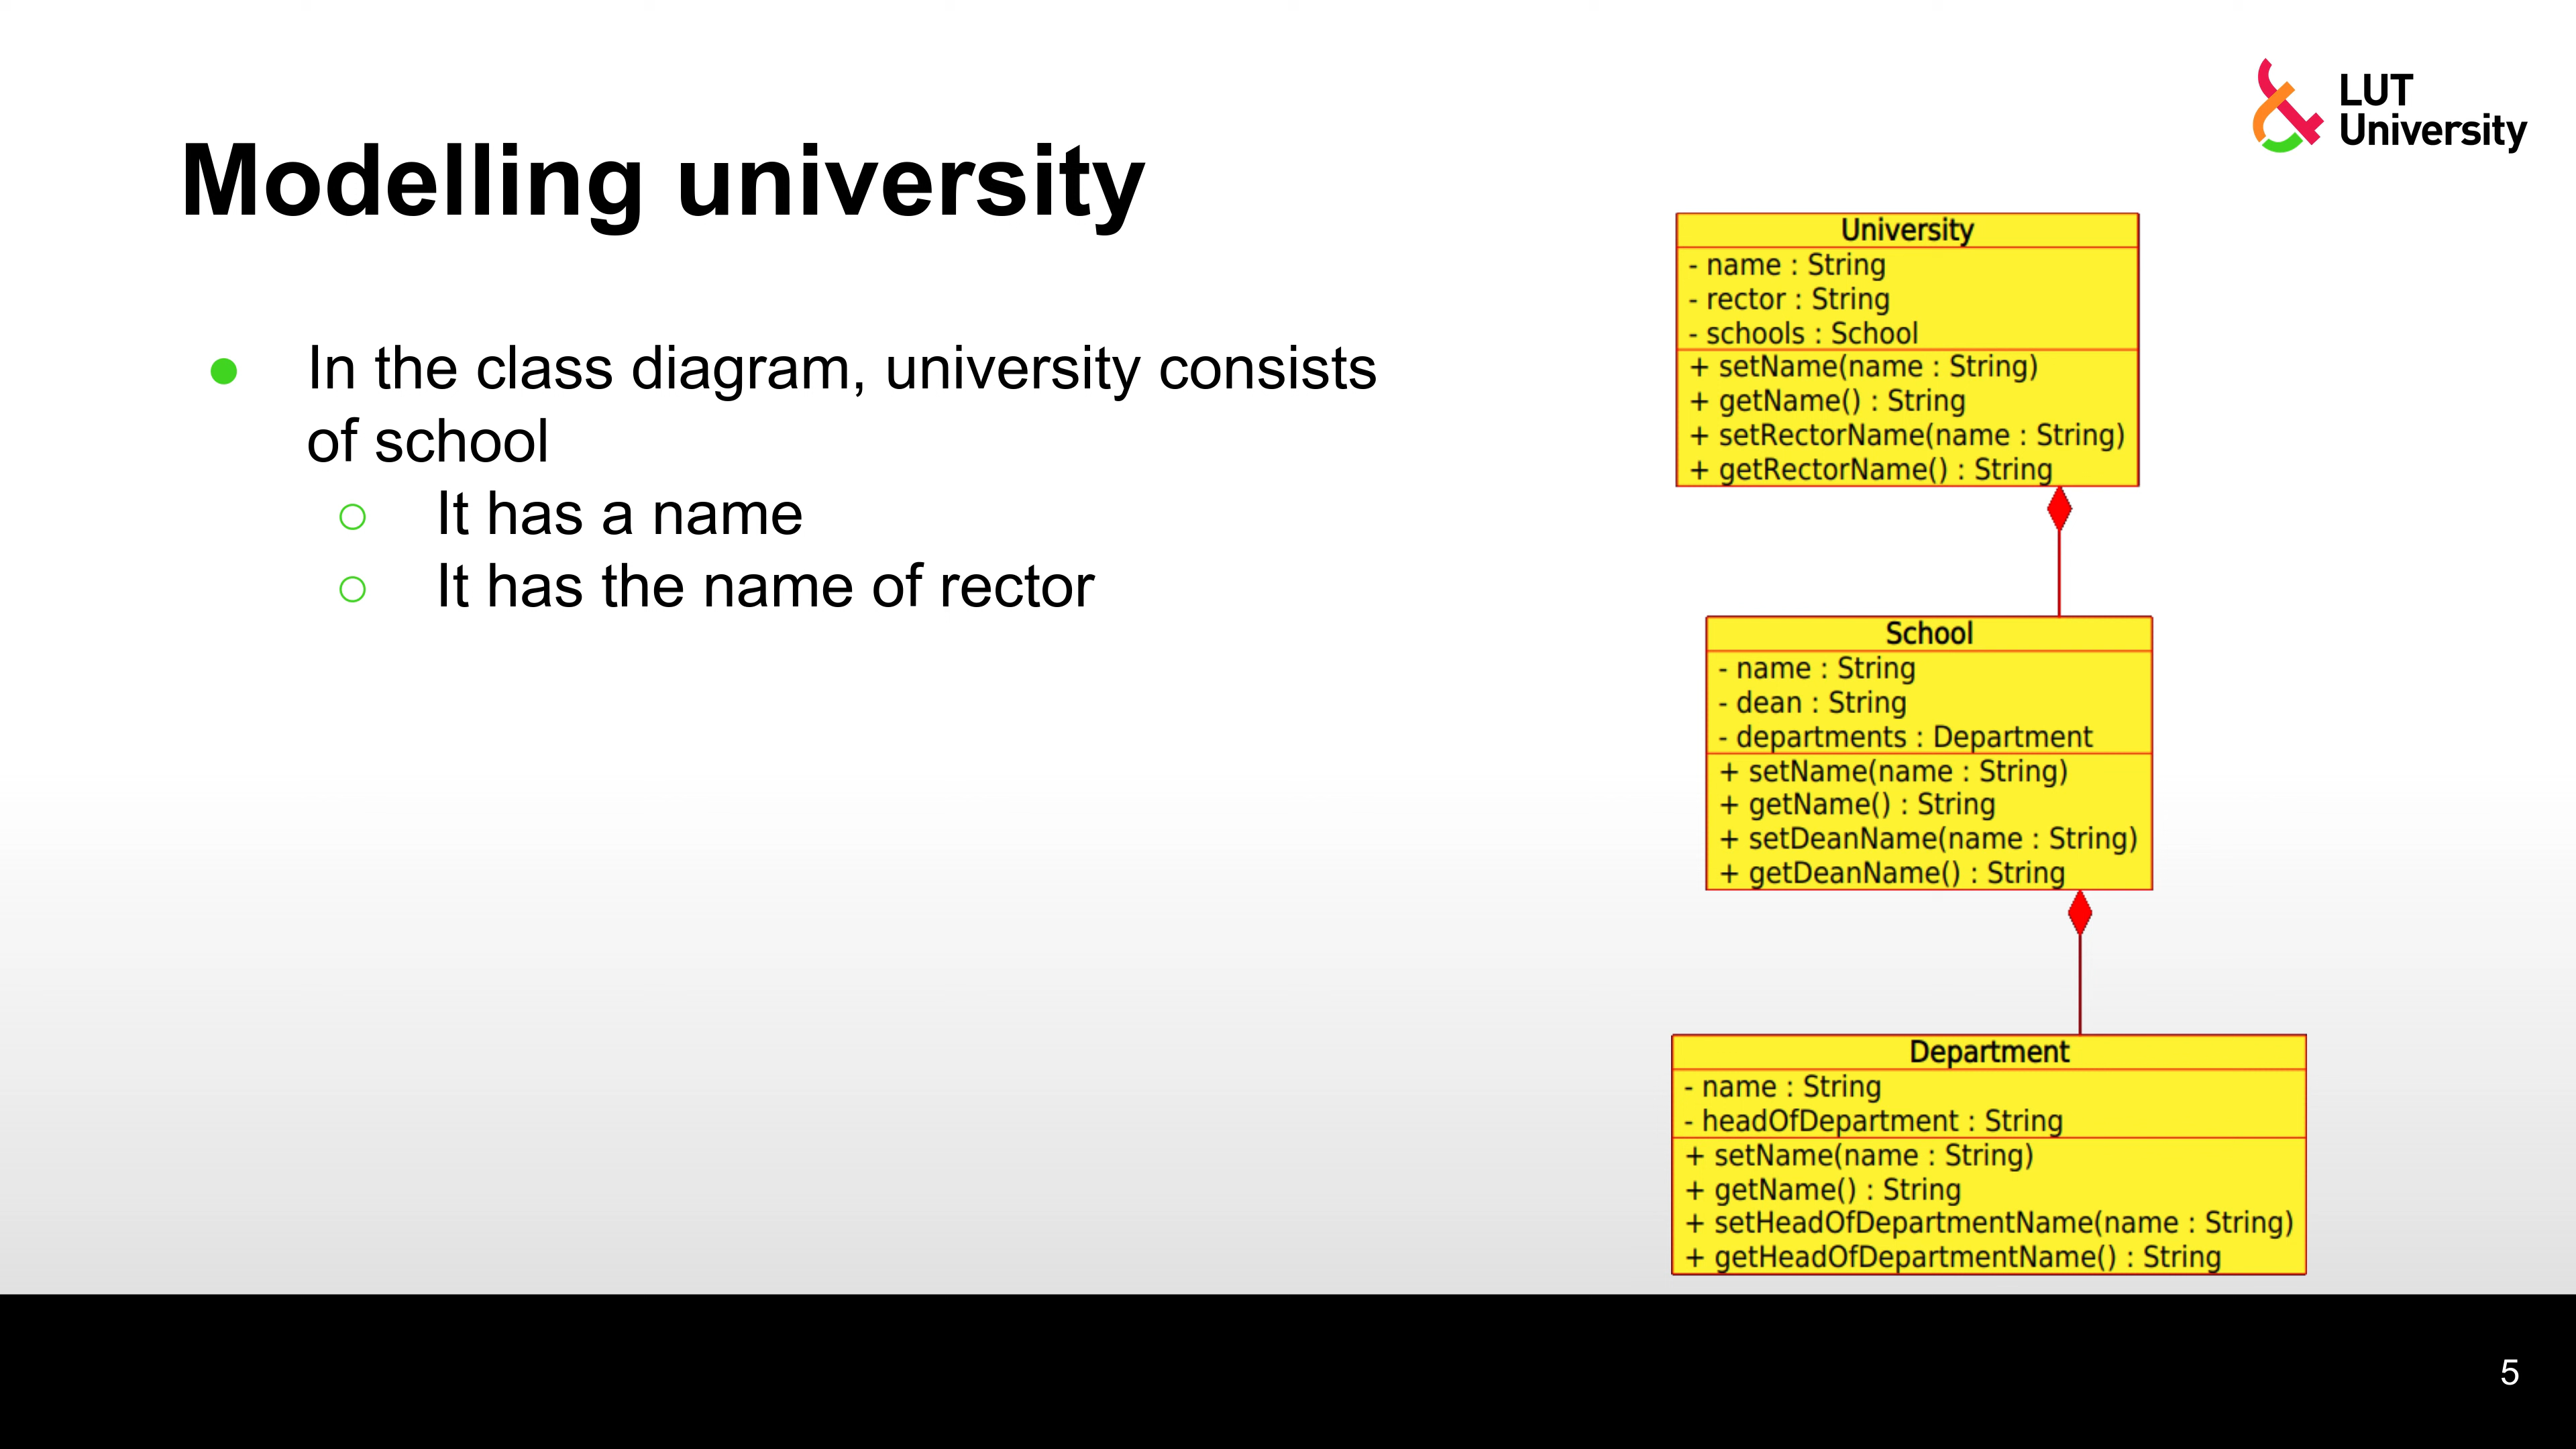 LUT
University
Modelling university
● In the class diagram, university consists
of school
○ It has a name
○ It has the name of rector
University
- name : String
- rector : String
- schools : School
+ setName(name : String)
+ getName() : String
+ setRectorName(name : String)
+ getRectorName() : String
School
- name : String
- dean : String
- departments : Department
+ setName(name : String)
+ getName() : String
+ setDeanName(name : String)
+ getDeanName() : String
Department
- name : String
- headOfDepartment : String
+ setName(name : String)
+ getName() : String
+ setHeadOfDepartmentName(name : String)
+ getHeadOfDepartmentName() : String
5